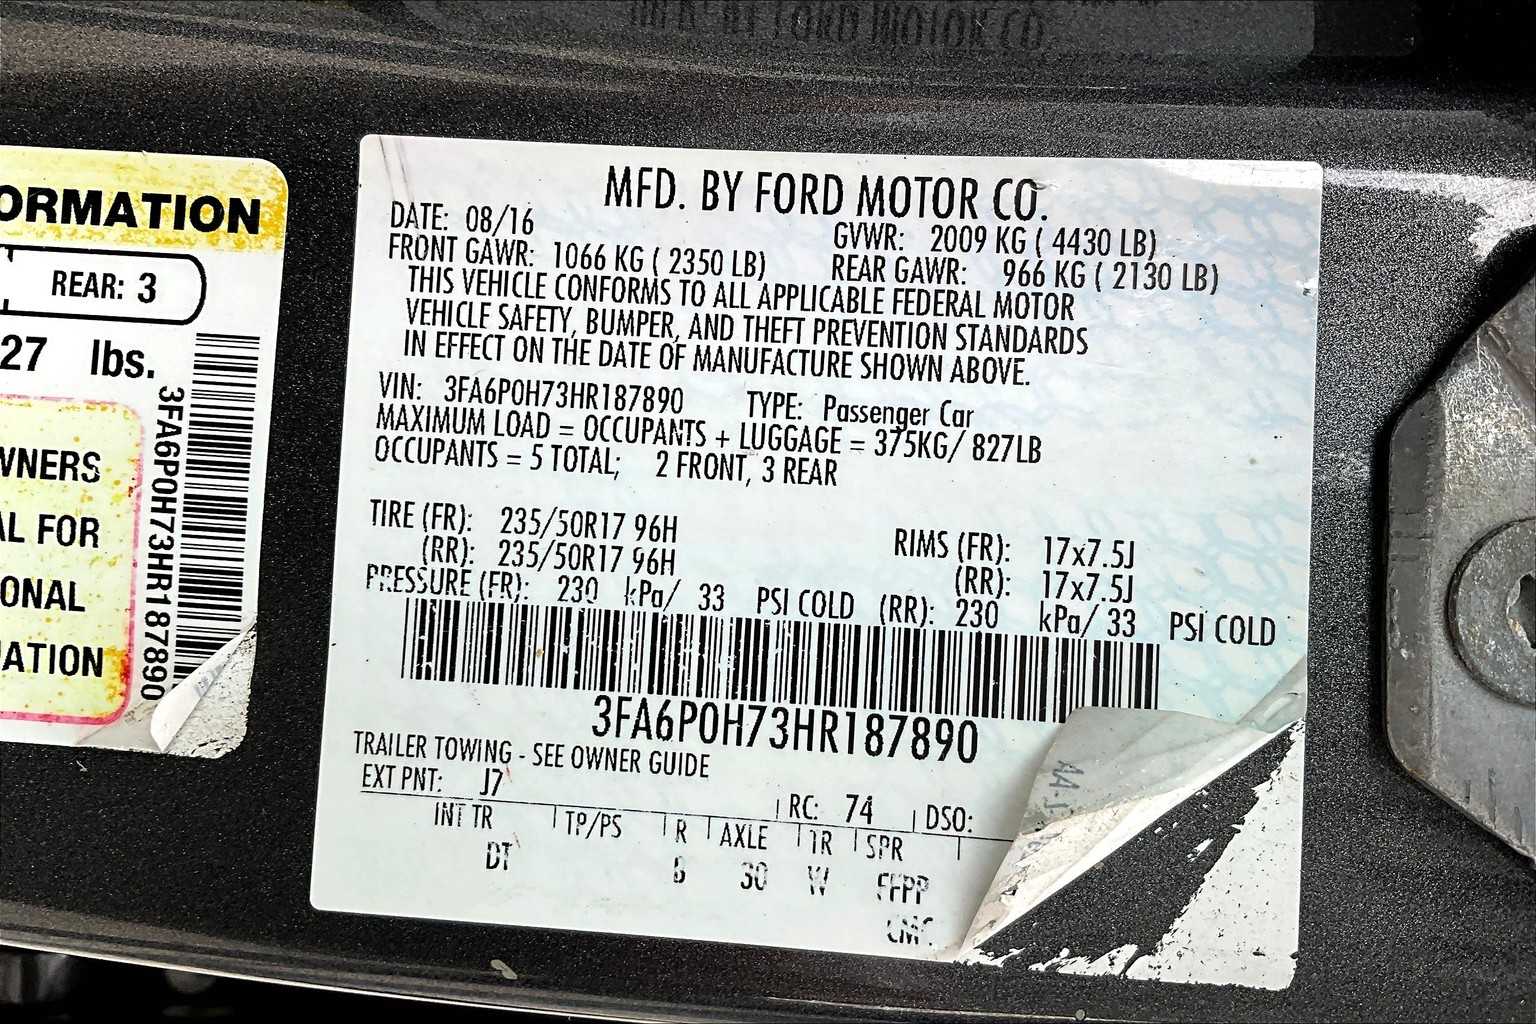 ORMATION
REAR: 3
27 lbs.
3FA6P0H73HR187890
WNERS
AL FOR
ONAL
MATION
MFD. BY FORD MOTOR CO.
DATE: 08/16
GVWR: 2009 KG ( 4430 LB)
FRONT GAWR: 1066 KG ( 2350 LB)
REAR GAWR: 966 KG ( 2130 LB)
THIS VEHICLE CONFORMS TO ALL APPLICABLE FEDERAL MOTOR
VEHICLE SAFETY, BUMPER, AND THEFT PREVENTION STANDARDS
IN EFFECT ON THE DATE OF MANUFACTURE SHOWN ABOVE.
VIN: 3FA6P0H73HR187890 TYPE: Passenger Car
MAXIMUM LOAD = OCCUPANTS + LUGGAGE = 375KG/ 827LB
OCCUPANTS = 5 TOTAL; 2 FRONT, 3 REAR
TIRE (FR): 235/50R17 96H RIMS (FR): 17x7.5J
(RR): 235/50R17 96H (RR): 17x7.5J
PRESSURE (FR): 230 kPa/ 33 PSI COLD (RR): 230 kPa/ 33 PSI COLD
3FA6P0H73HR187890
TRAILER TOWING - SEE OWNER GUIDE
EXT PNT: J7 RC: 74 DSO:
INT TR TP/PS R AXLE TR SPR
DT B 30 W FFPP